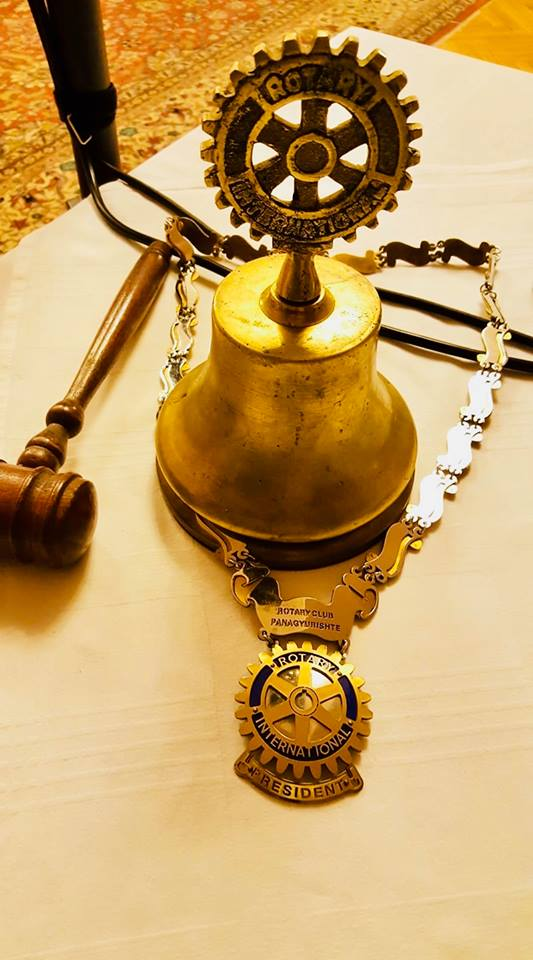 ROTARY
INTERNATIONAL
ROTARY CLUB
PANAGYURISHTE
ROTARY
INTERNATIONAL
PRESIDENT